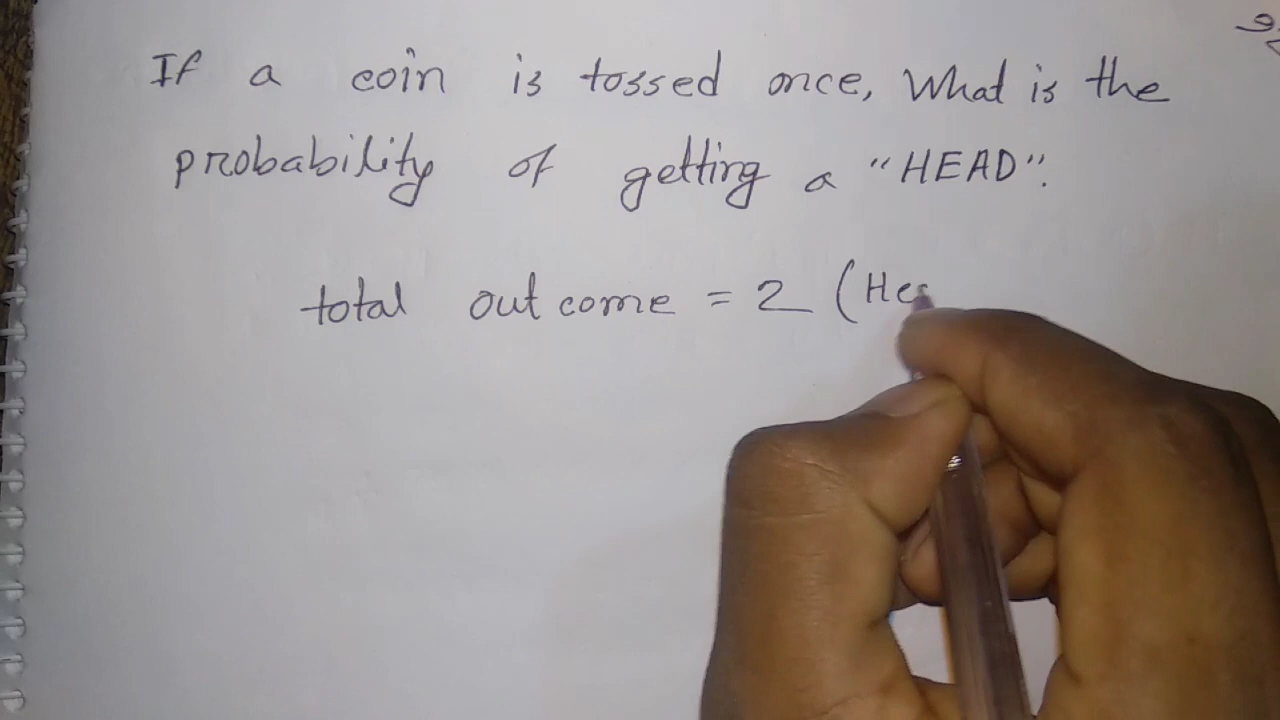 If a coin is tossed once, What is the
probability of getting a "HEAD".
total out come = 2 (He